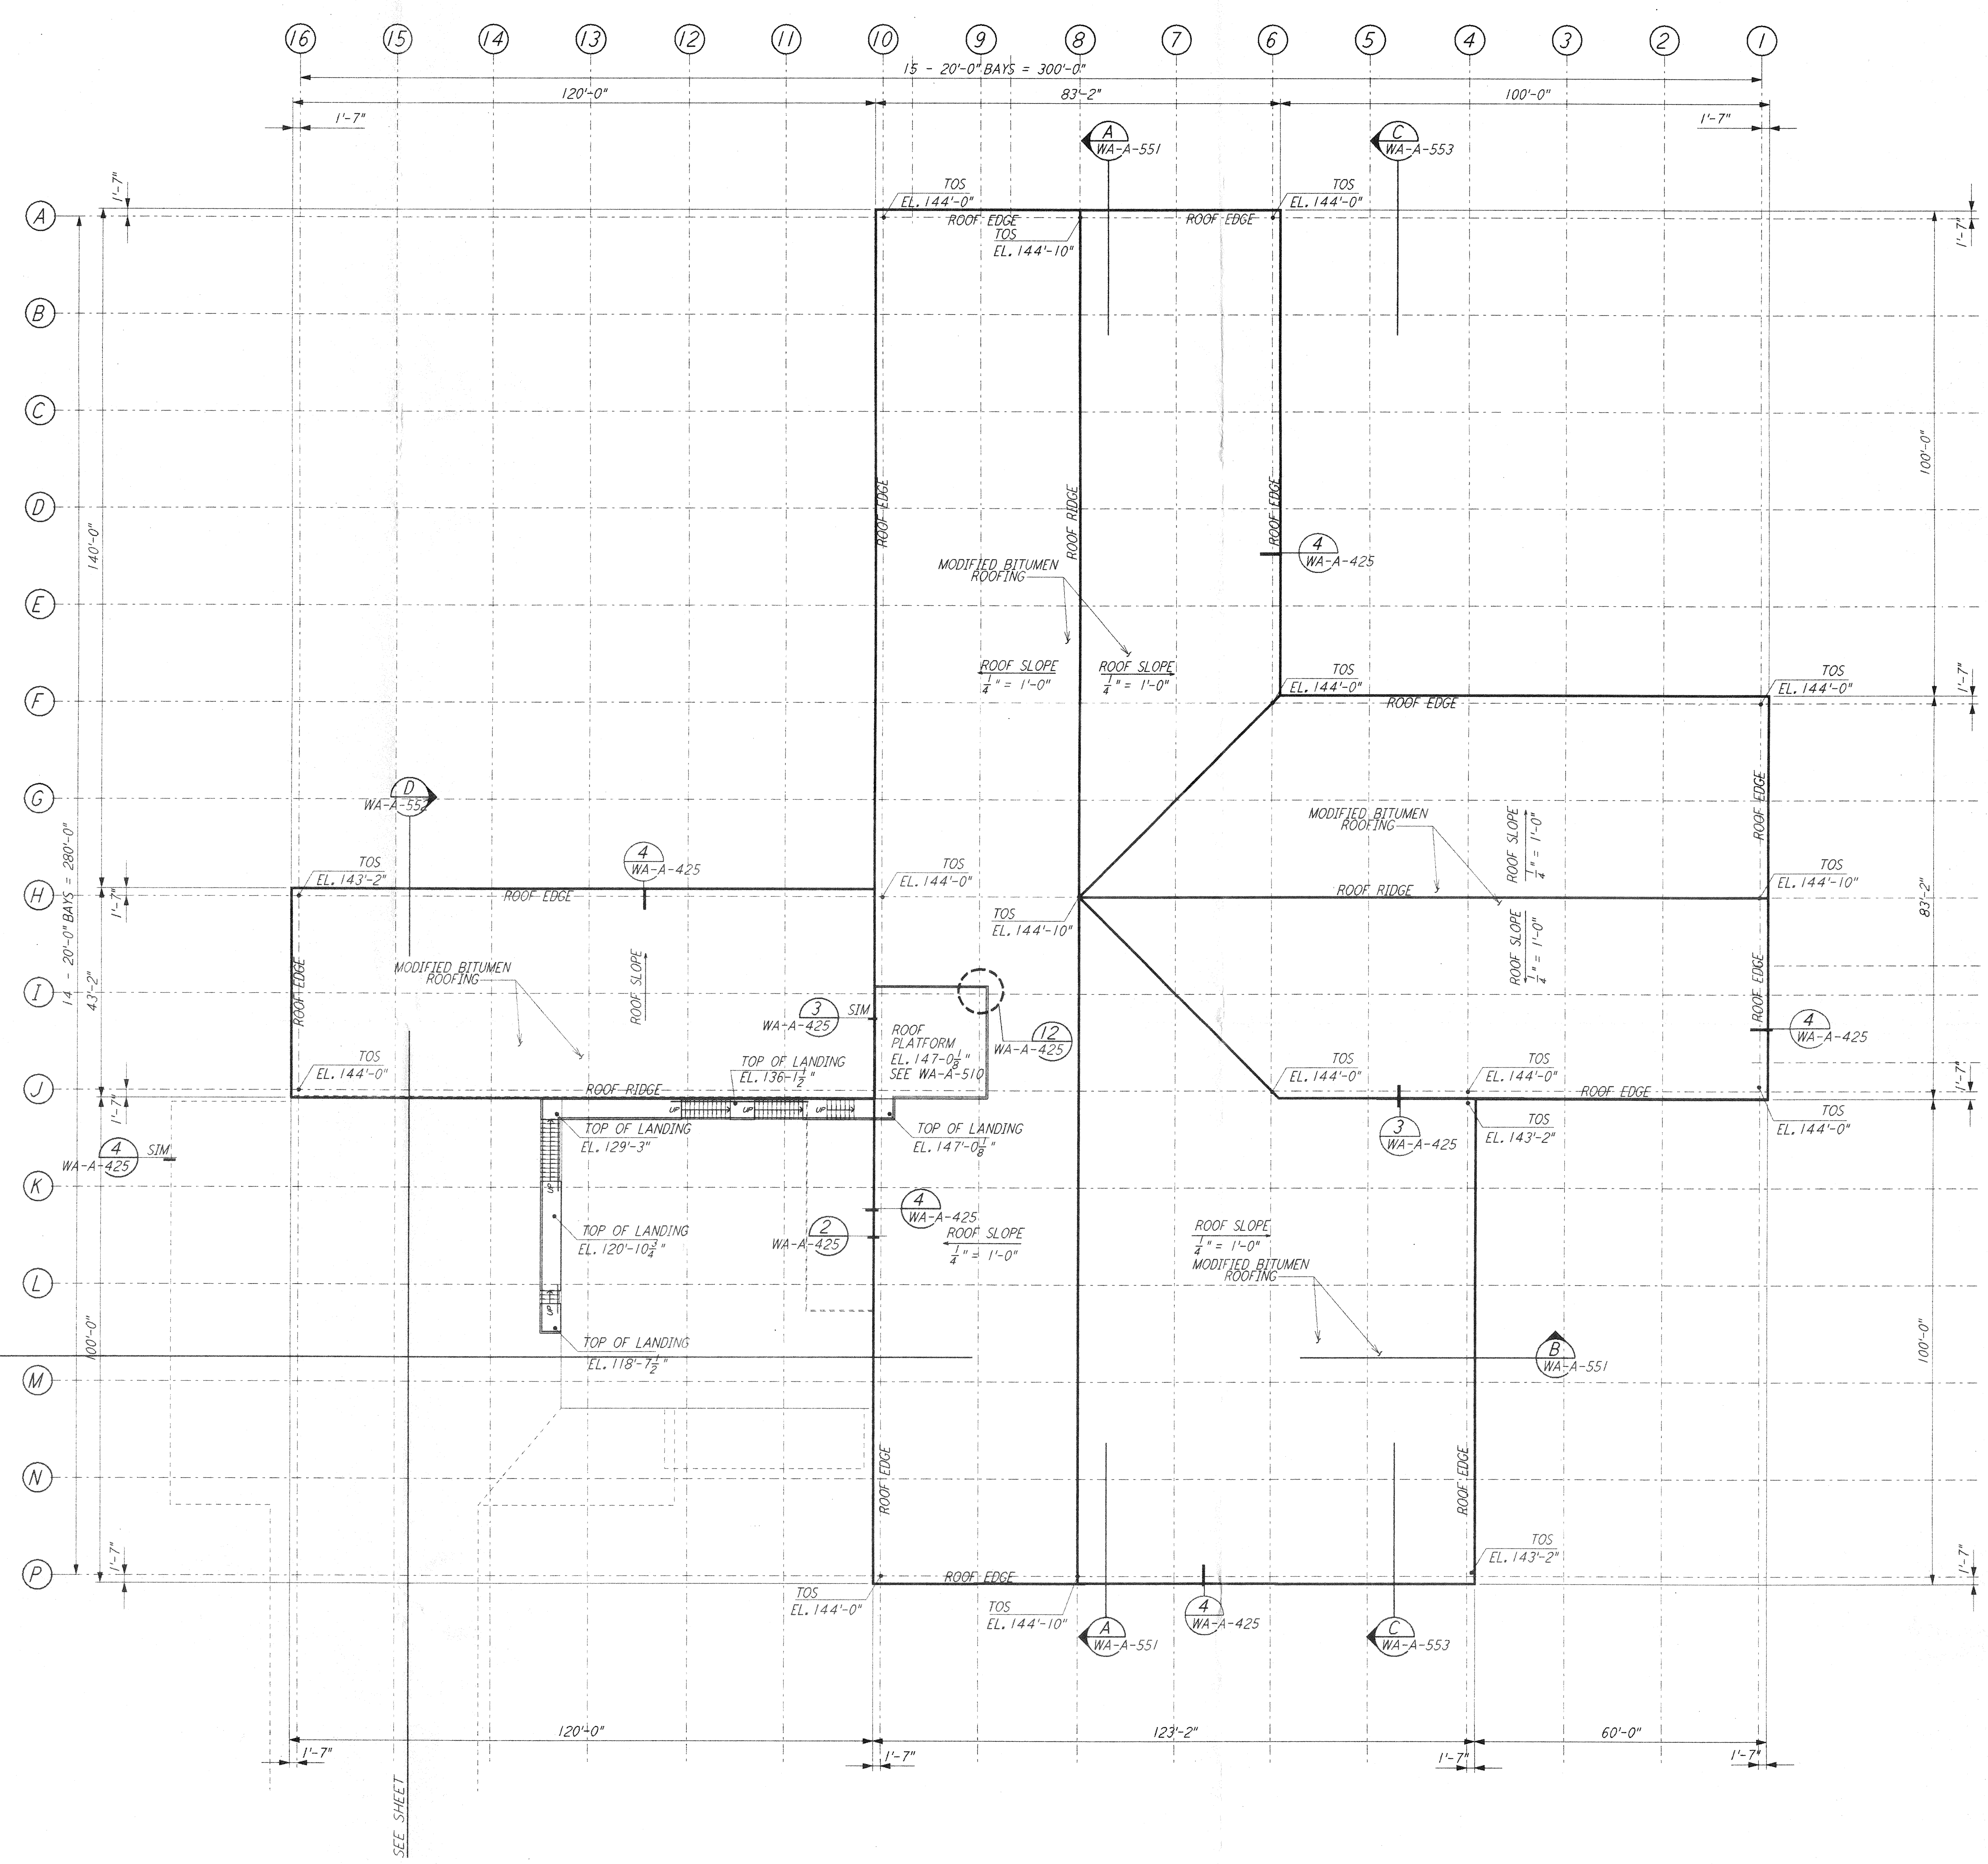 16 15 14 13 12 11 10 9 8 7 6 5 4 3 2 1
15 - 20'-0" BAYS = 300'-0"
120'-0" 83'-2" 100'-0"
1'-7" 1'-7"
A
WA-A-551
C
WA-A-553
1'-7"
A
TOS
EL. 144'-0"
ROOF EDGE
TOS
EL. 144'-10"
ROOF EDGE
TOS
EL. 144'-0"
1'-7"
B
C
D
E
F
G
H
I
J
K
L
M
N
P
14 - 20'-0" BAYS = 280'-0"
140'-0"
43'-2"
100'-0"
100'-0"
83'-2"
100'-0"
ROOF EDGE
ROOF RIDGE
ROOF EDGE
4
WA-A-425
MODIFIED BITUMEN
ROOFING
ROOF SLOPE
1/4" = 1'-0"
ROOF SLOPE
1/4" = 1'-0"
TOS
EL. 144'-0"
ROOF EDGE
TOS
EL. 144'-0"
1'-7"
D
WA-A-552
4
WA-A-425
MODIFIED BITUMEN
ROOFING
ROOF SLOPE
1/4" = 1'-0"
ROOF EDGE
TOS
EL. 143'-2"
ROOF EDGE
1'-7"
TOS
EL. 144'-0"
TOS
EL. 144'-10"
ROOF RIDGE
TOS
EL. 144'-10"
ROOF SLOPE
1/4" = 1'-0"
ROOF EDGE
ROOF EDGE
MODIFIED BITUMEN
ROOFING
ROOF SLOPE
3
WA-A-425
SIM
ROOF
PLATFORM
EL. 147-0 1/8"
SEE WA-A-510
12
WA-A-425
4
WA-A-425
TOS
EL. 144'-0"
ROOF RIDGE
TOP OF LANDING
EL. 136-1 1/2"
TOS
EL. 144'-0"
TOS
EL. 144'-0"
ROOF EDGE
1'-7"
1'-7"
UP UP UP
TOP OF LANDING
EL. 129'-3"
TOP OF LANDING
EL. 147'-0 1/8"
3
WA-A-425
TOS
EL. 143'-2"
TOS
EL. 144'-0"
4
WA-A-425
SIM
UP
TOP OF LANDING
EL. 120'-10 3/4"
4
WA-A-425
2
WA-A-425
ROOF SLOPE
1/4" = 1'-0"
ROOF SLOPE
1/4" = 1'-0"
MODIFIED BITUMEN
ROOFING
UP
TOP OF LANDING
EL. 118'-7 1/2"
B
WA-A-551
ROOF EDGE
ROOF EDGE
TOS
EL. 143'-2"
1'-7"
1'-7"
ROOF EDGE
TOS
EL. 144'-0"
TOS
EL. 144'-10"
A
WA-A-551
4
WA-A-425
C
WA-A-553
120'-0" 123'-2" 60'-0"
1'-7" 1'-7" 1'-7" 1'-7"
SEE SHEET